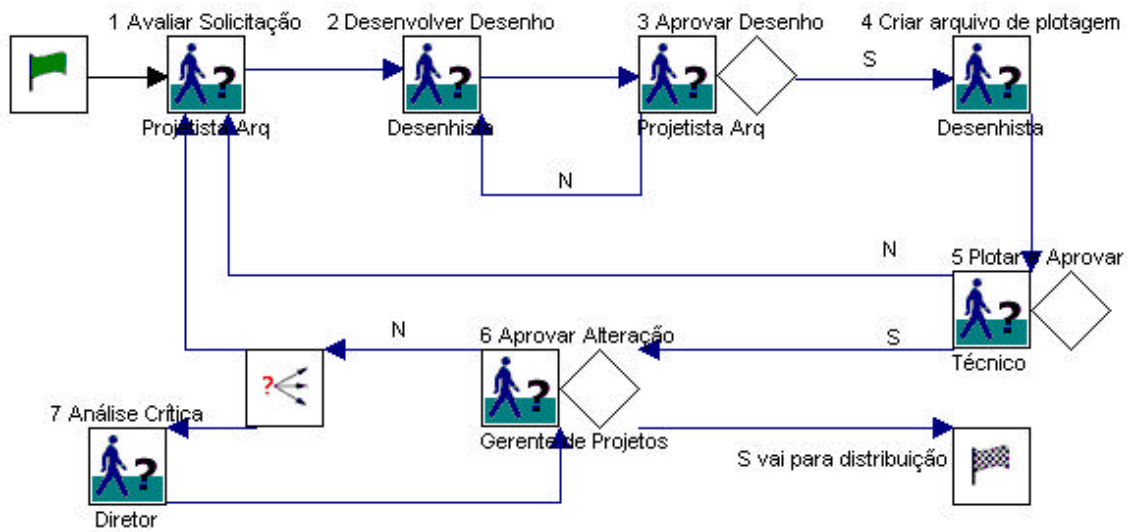 1 Avaliar Solicitação
2 Desenvolver Desenho
3 Aprovar Desenho
4 Criar arquivo de plotagem
S
Projetista Arq
Desenhista
Projetista Arq
Desenhista
N
N
5 Plotar Aprovar
N
6 Aprovar Alteração
S
Técnico
7 Análise Crítica
Gerente de Projetos
S vai para distribuição
Diretor